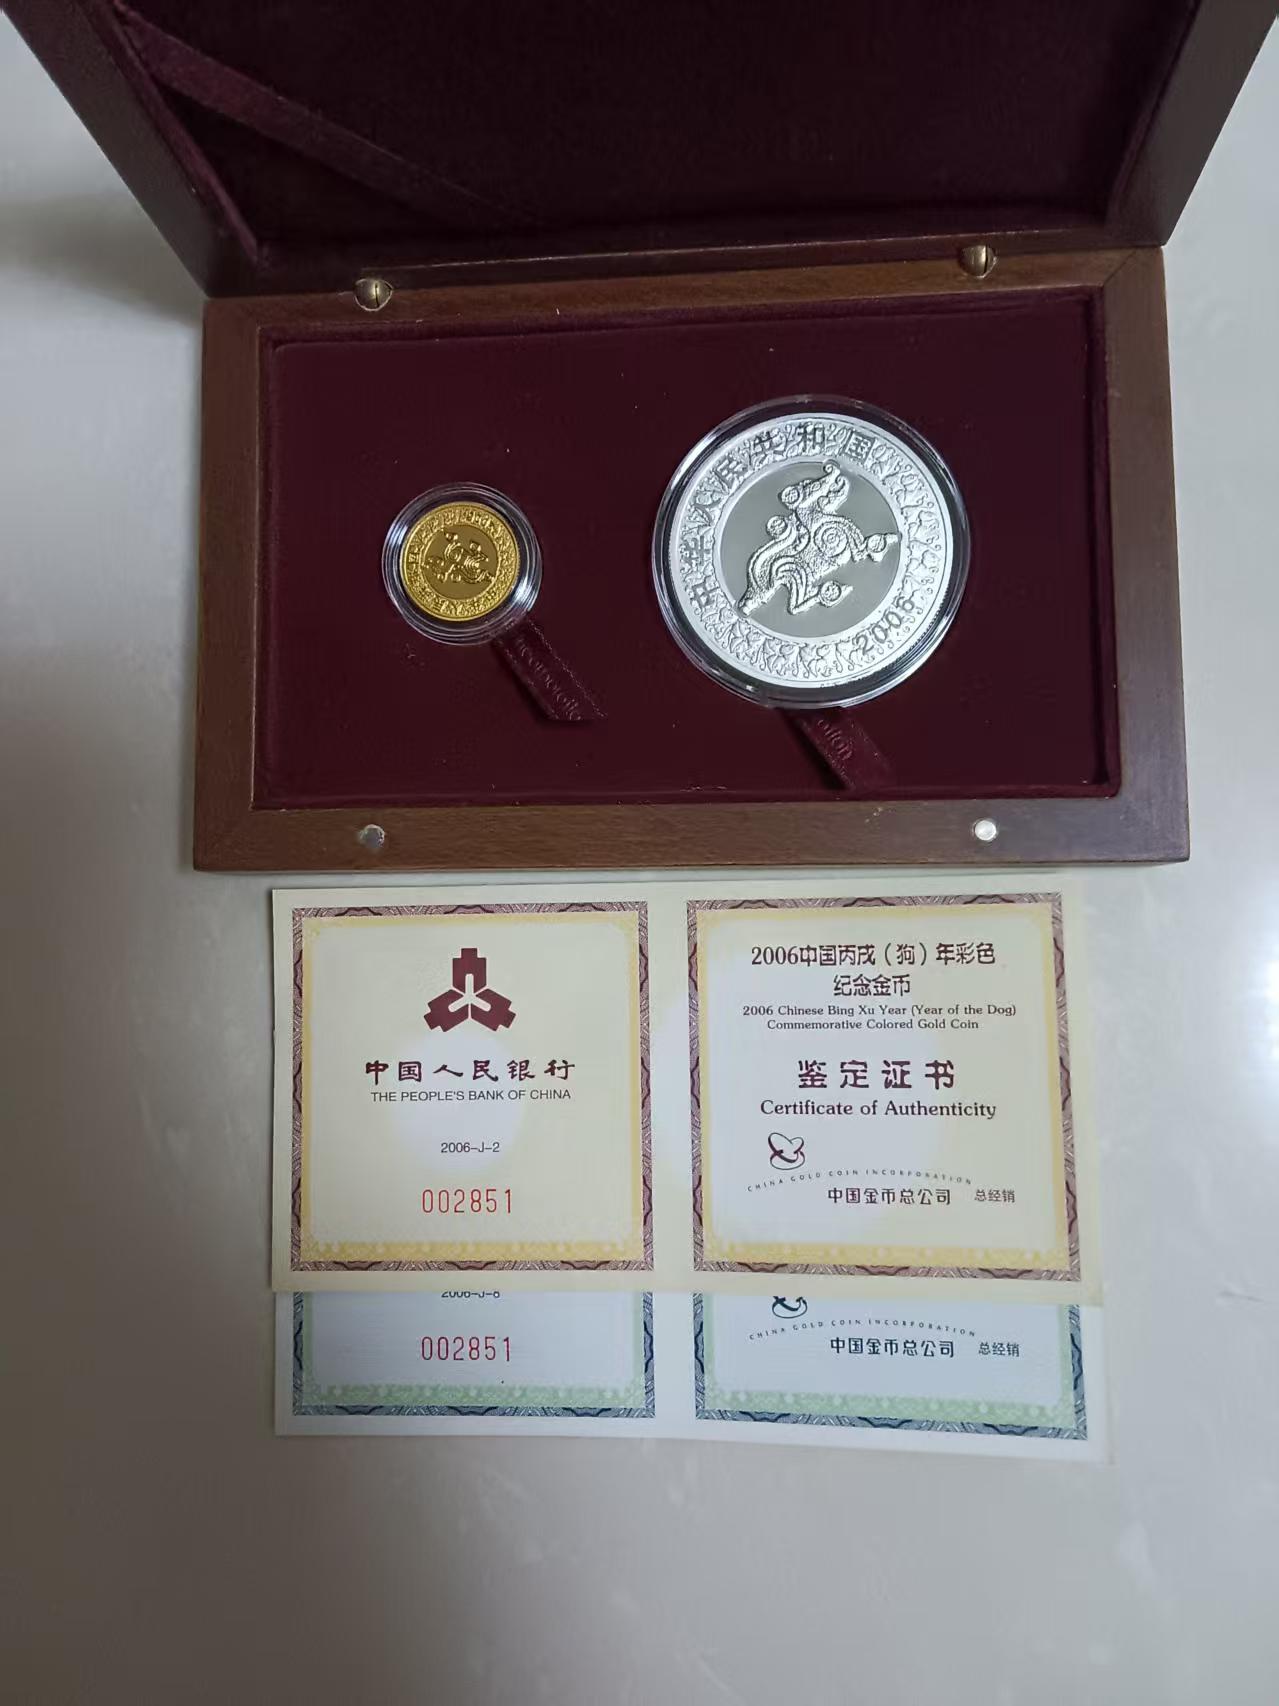 中华人民共和国
2006
中国人民银行
THE PEOPLE'S BANK OF CHINA
2006-J-2
002851
2006中国丙戌（狗）年彩色
纪念金币
2006 Chinese Bing Xu Year (Year of the Dog)
Commemorative Colored Gold Coin
鉴定证书
Certificate of Authenticity
CHINA GOLD COIN INCORPORATION
中国金币总公司 总经销
2006-J-8
002851
CHINA GOLD COIN INCORPORATION
中国金币总公司 总经销